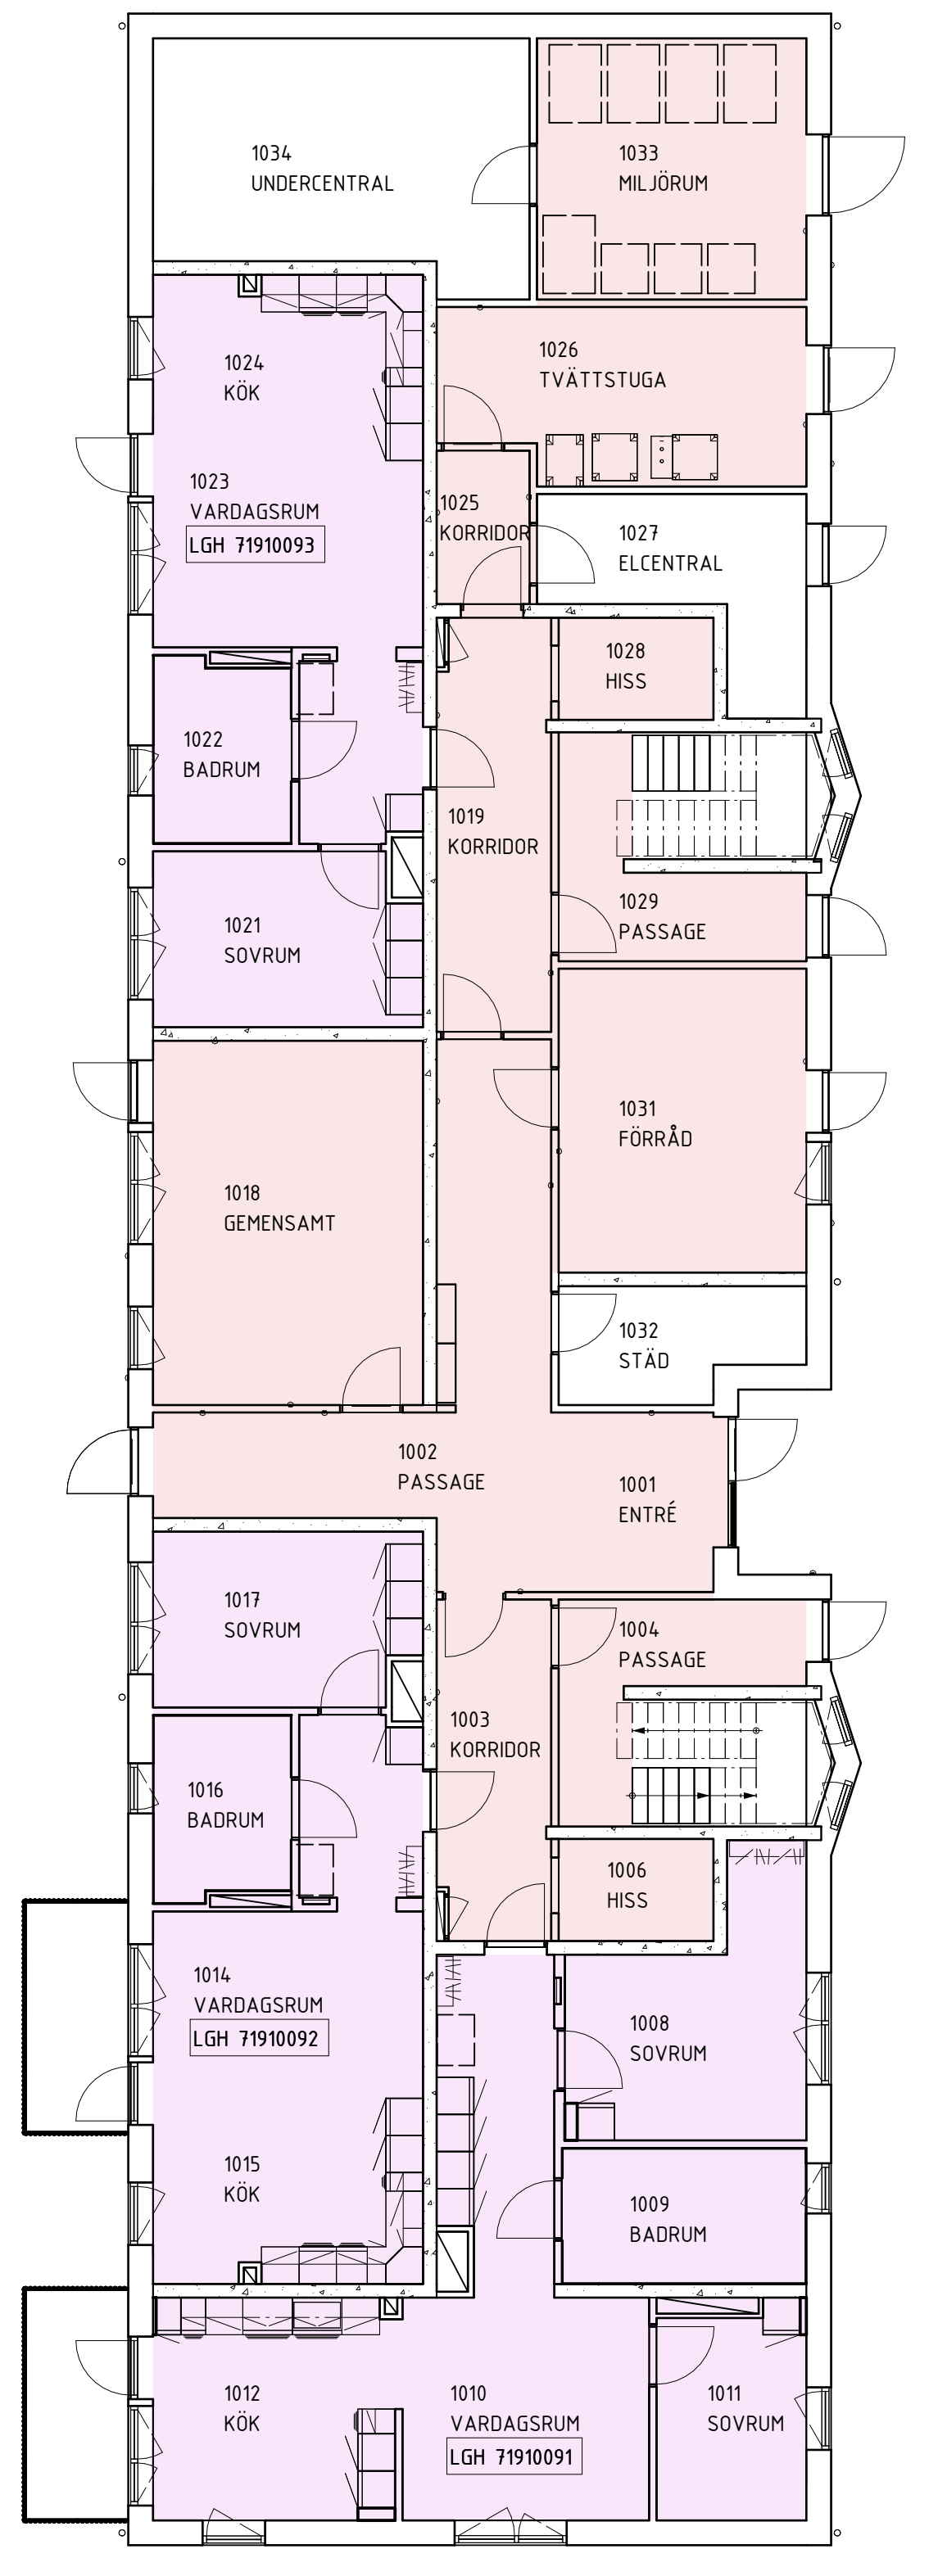 1034
UNDERCENTRAL
1033
MILJÖRUM
1024
KÖK
1026
TVÄTTSTUGA
1023
VARDAGSRUM
LGH 71910093
1025
KORRIDOR
1027
ELCENTRAL
1028
HISS
1022
BADRUM
1019
KORRIDOR
1021
SOVRUM
1029
PASSAGE
1031
FÖRRÅD
1018
GEMENSAMT
1032
STÄD
1002
PASSAGE
1001
ENTRÉ
1017
SOVRUM
1004
PASSAGE
1003
KORRIDOR
1016
BADRUM
1006
HISS
1014
VARDAGSRUM
LGH 71910092
1008
SOVRUM
1015
KÖK
1009
BADRUM
1012
KÖK
1010
VARDAGSRUM
LGH 71910091
1011
SOVRUM